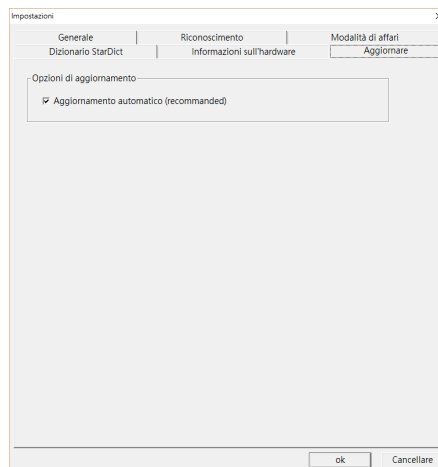 Impostazioni
Generale Riconoscimento Modalità di affari
Dizionario StarDict Informazioni sull'hardware Aggiornare
Opzioni di aggiornamento
Aggiornamento automatico (recommanded)
ok Cancellare